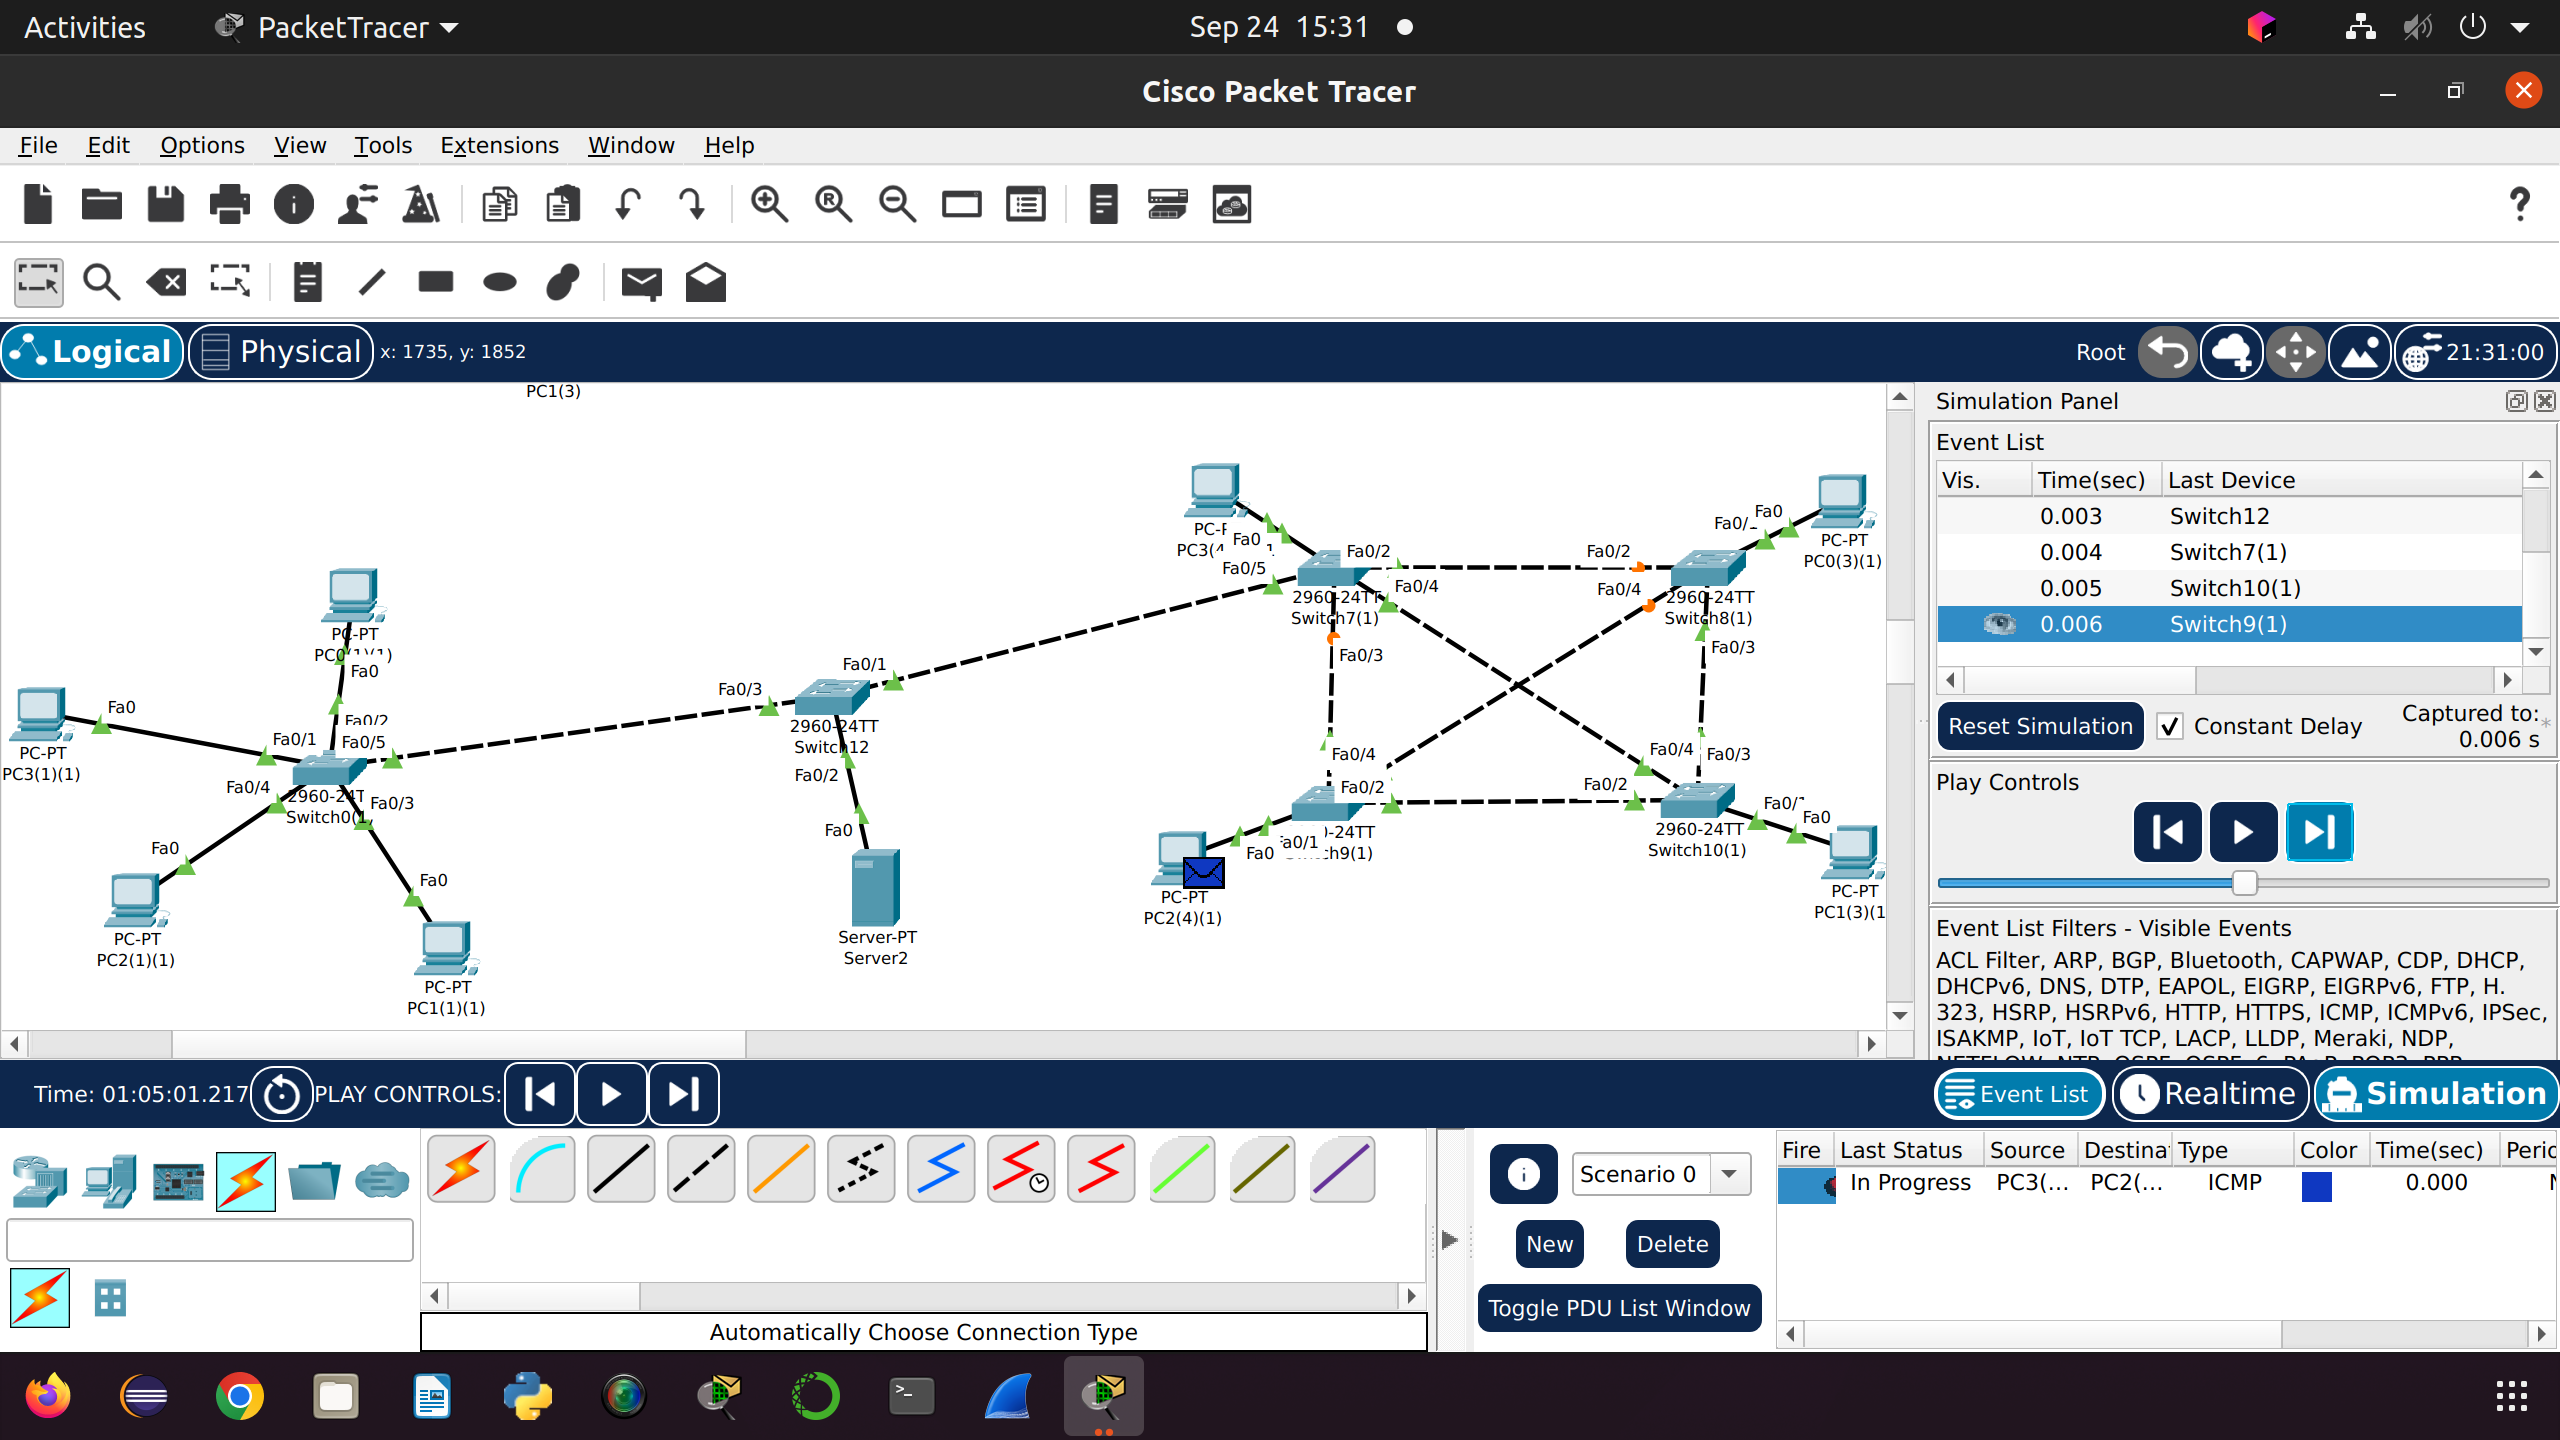 Activities
PacketTracer
Sep 24 15:31
Cisco Packet Tracer
File Edit Options View Tools Extensions Window Help
Logical
Physical
x: 1735, y: 1852
Root
21:31:00
PC1(3)
PC3(4
Fa0
Fa0/5
Fa0/2
Fa0/4
2960-24TT
Switch7(1)
Fa0/3
Fa0/2
Fa0/4
Fa0
PC-PT
PC0(3)(1)
2960-24TT
Switch8(1)
Fa0/3
PC-PT
Fa0
Fa0/2
Fa0
PC-PT
PC3(1)(1)
Fa0/1
Fa0/5
Fa0/4
Switch0(1
Fa0/3
Fa0
PC-PT
PC2(1)(1)
Fa0
PC-PT
PC1(1)(1)
Fa0/3
Fa0/1
2960-24TT
Switch12
Fa0/2
Fa0
Server-PT
Server2
Fa0/4
Fa0/2
Fa0
Fa0/1
PC-PT
PC2(4)(1)
Fa0/4
Fa0/3
Fa0/2
2960-24TT
Switch10(1)
Fa0
PC-PT
PC1(3)(1
Simulation Panel
Event List
Vis. Time(sec) Last Device
0.003 Switch12
0.004 Switch7(1)
0.005 Switch10(1)
0.006 Switch9(1)
Reset Simulation
Constant Delay
Captured to:
0.006 s
*
Play Controls
Event List Filters - Visible Events
ACL Filter, ARP, BGP, Bluetooth, CAPWAP, CDP, DHCP,
DHCPv6, DNS, DTP, EAPOL, EIGRP, EIGRPv6, FTP, H.
323, HSRP, HSRPv6, HTTP, HTTPS, ICMP, ICMPv6, IPSec,
ISAKMP, IoT, IoT TCP, LACP, LLDP, Meraki, NDP,
Time: 01:05:01.217
PLAY CONTROLS:
Event List
Realtime
Simulation
Scenario 0
New
Delete
Toggle PDU List Window
Fire Last Status Source Destina Type Color Time(sec) Peric
In Progress PC3(... PC2(... ICMP 0.000
Automatically Choose Connection Type